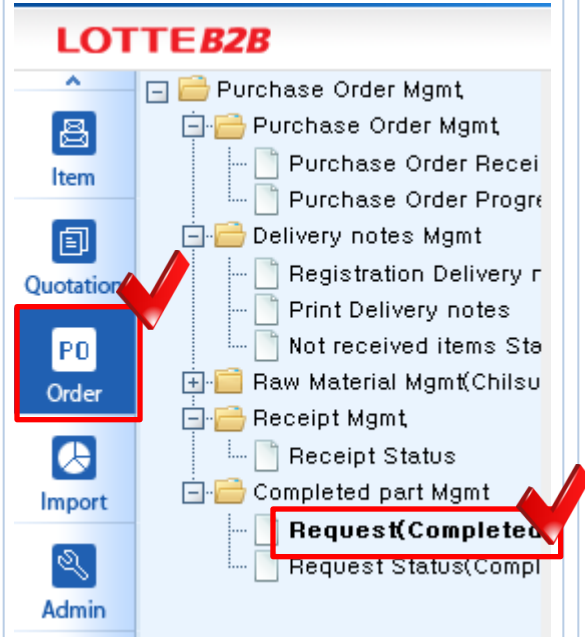 LOTTE B2B
Purchase Order Mgmt,
Purchase Order Mgmt,
Purchase Order Recei
Purchase Order Progre
Delivery notes Mgmt
Registration Delivery r
Print Delivery notes
Not received items Sta
Raw Material Mgmt(Chilsu
Receipt Mgmt,
Receipt Status
Completed part Mgmt
Request(Completed
Request Status(Compl
Item
Quotation
PO
Order
Import
Admin